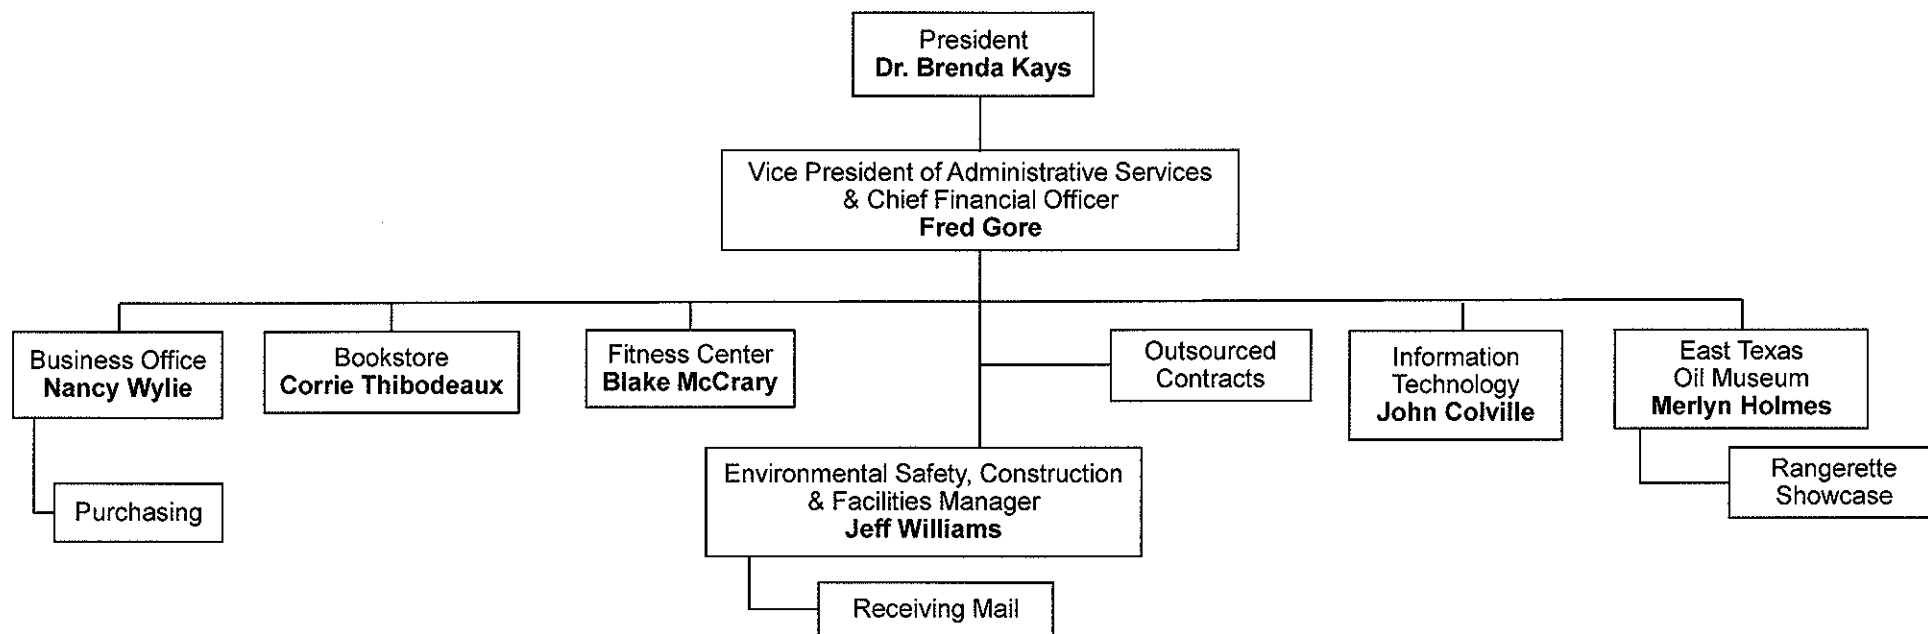 President
Dr. Brenda Kays
Vice President of Administrative Services
& Chief Financial Officer
Fred Gore
Business Office
Nancy Wylie
Bookstore
Corrie Thibodeaux
Fitness Center
Blake McCrary
Outsourced
Contracts
Information
Technology
John Colville
East Texas
Oil Museum
Merlyn Holmes
Purchasing
Environmental Safety, Construction
& Facilities Manager
Jeff Williams
Rangerette
Showcase
Receiving Mail